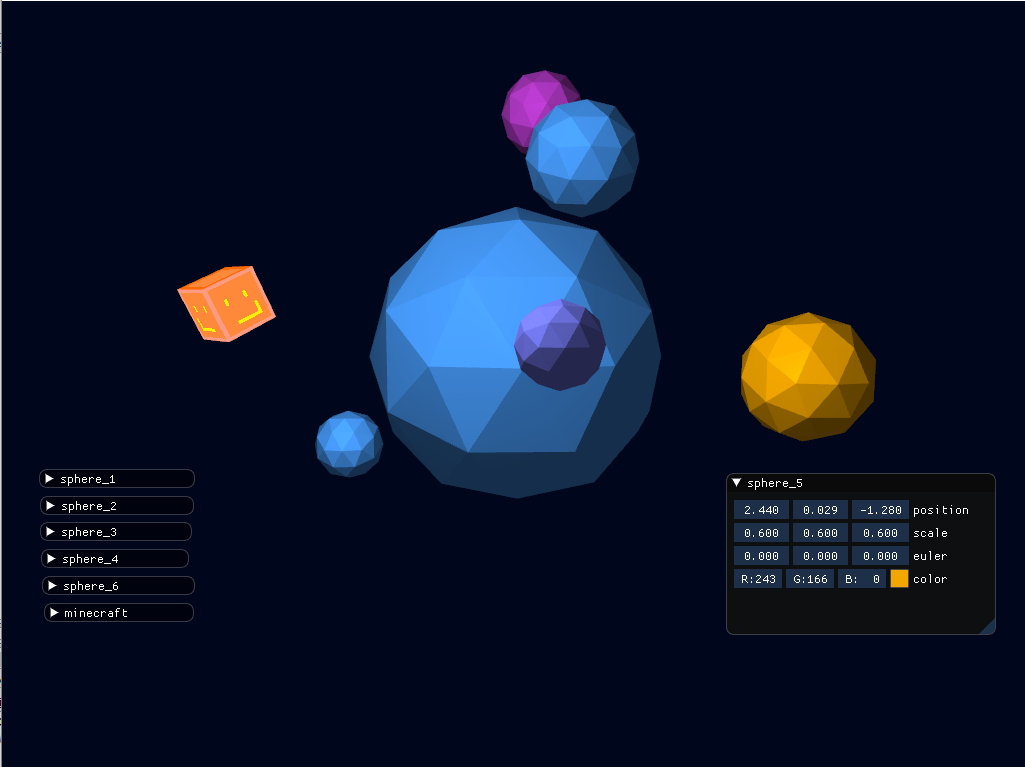 sphere_1
sphere_2
sphere_3
sphere_4
sphere_6
minecraft
sphere_5
2.440 0.029 -1.280 position
0.600 0.600 0.600 scale
0.000 0.000 0.000 euler
R:243 G:166 B: 0 color